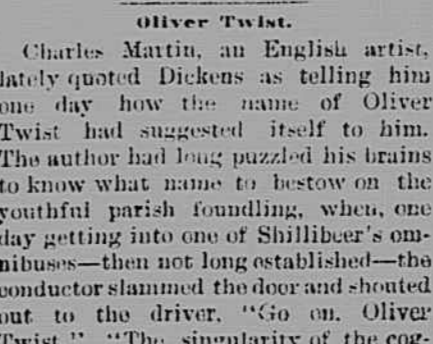 Oliver Twist.
Charles Martin, an English artist,
lately quoted Dickens as telling him
one day how the name of Oliver
Twist had suggested itself to him.
The author had long puzzled his brains
to know what name to bestow on the
youthful parish foundling, when, one
day getting into one of Shillibeer's om-
nibuses—then not long established—the
conductor slammed the door and shouted
out to the driver, "Go on, Oliver
Twist." "The singularity of the cog-